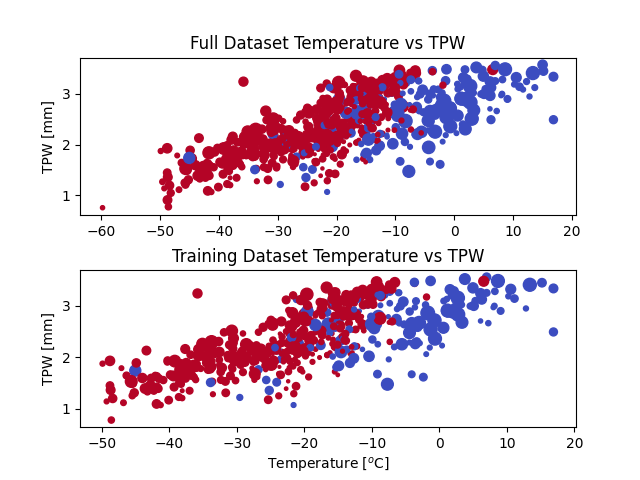 Full Dataset Temperature vs TPW
TPW [mm]
3
2
1
−60 −50 −40 −30 −20 −10 0 10 20
Training Dataset Temperature vs TPW
TPW [mm]
3
2
1
−50 −40 −30 −20 −10 0 10 20
Temperature [°C]